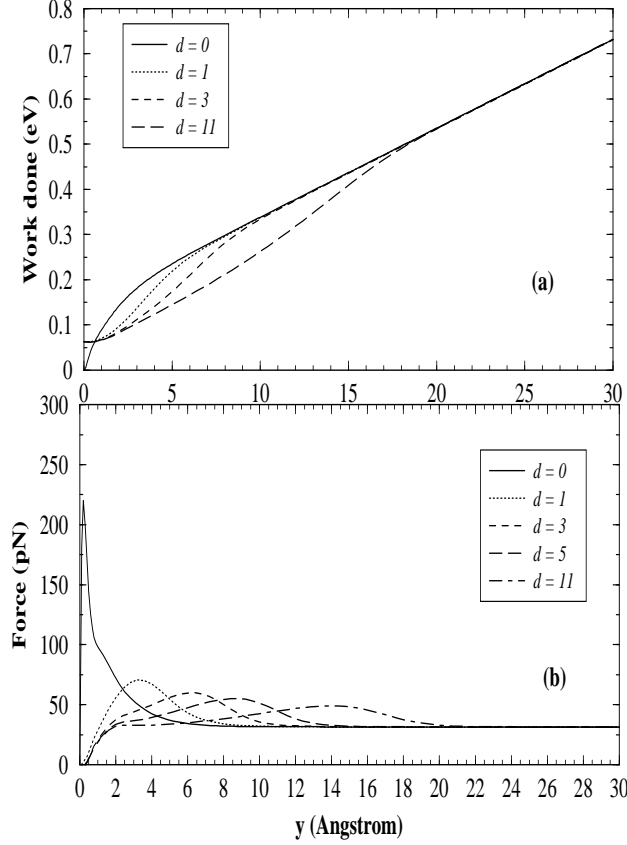 0.8
0.7
0.6
0.5
0.4
0.3
0.2
0.1
0
Work done (eV)
d = 0
d = 1
d = 3
d = 11
(a)
0 5 10 15 20 25 30
300
250
200
150
100
50
0
Force (pN)
d = 0
d = 1
d = 3
d = 5
d = 11
(b)
0 2 4 6 8 10 12 14 16 18 20 22 24 26 28 30
y (Angstrom)